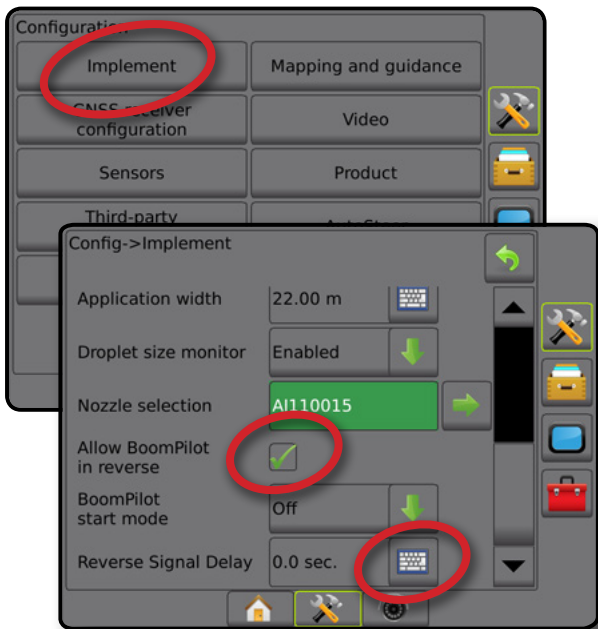 Configuration
Implement
Mapping and guidance
GNSS receiver
configuration
Video
Sensors
Product
Third-party
Config->Implement
Application width
22.00 m
Droplet size monitor
Enabled
Nozzle selection
AI110015
Allow BoomPilot
in reverse
BoomPilot
start mode
Off
Reverse Signal Delay
0.0 sec.